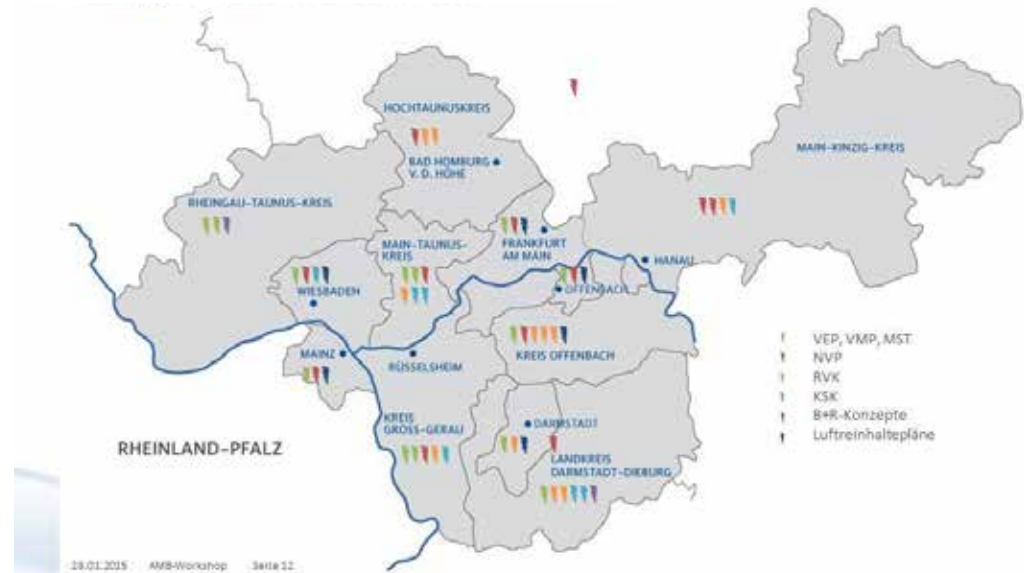 HOCHTAUNUSKREIS
BAD HOMBURG
V. D. HÖHE
MAIN-KINZIG-KREIS
RHEINGAU-TAUNUS-KREIS
MAIN-TAUNUS-
KREIS
FRANKFURT
AM MAIN
HANAU
WIESBADEN
OFFENBACH
MAINZ
RÜSSELSHEIM
KREIS OFFENBACH
KREIS
GROSS-GERAU
DARMSTADT
LANDKREIS
DARMSTADT-DIEBURG
RHEINLAND-PFALZ
VEP, VMP, MST
NVP
RVK
KSK
B+R-Konzepte
Luftreinhaltepläne
28.01.2015 AMB-Workshop Seite 12